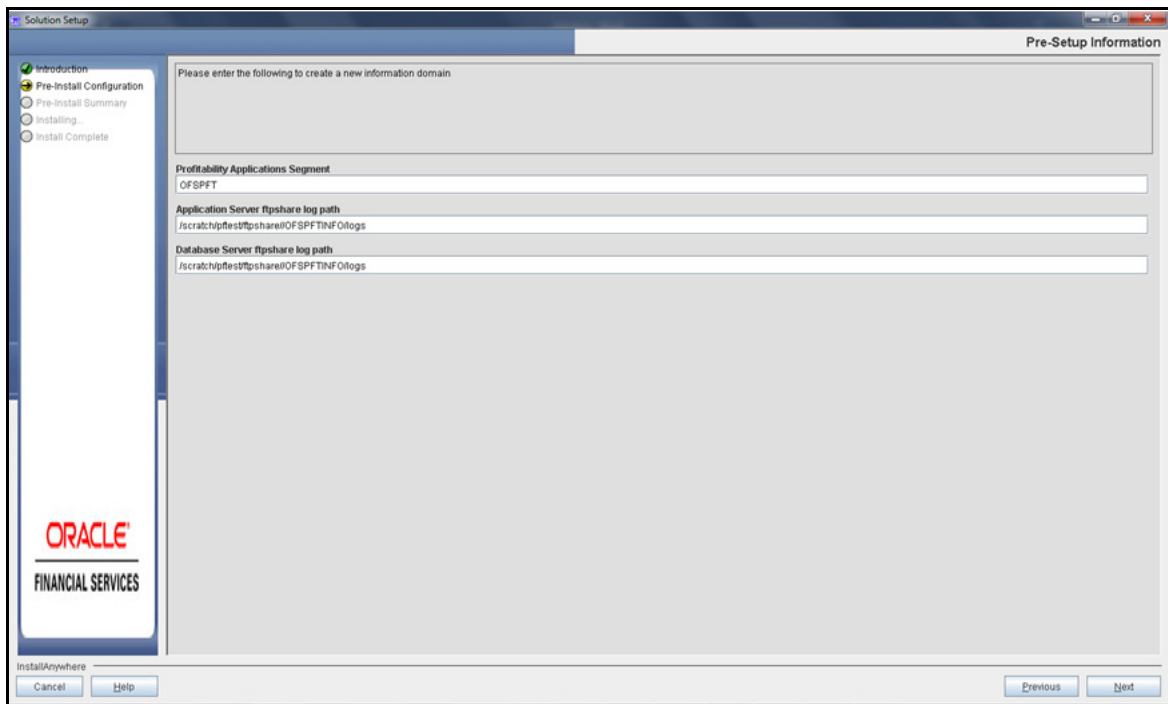 Solution Setup
Pre-Setup Information
Introduction
Pre-Install Configuration
Pre-Install Summary
Installing...
Install Complete
Please enter the following to create a new information domain
Profitability Applications Segment
OFSPFT
Application Server ftpshare log path
/scratch/pftest/ftpshare//OFSPFTINFO/logs
Database Server ftpshare log path
/scratch/pftest/ftpshare//OFSPFTINFO/logs
ORACLE
FINANCIAL SERVICES
InstallAnywhere
Cancel Help Previous Next